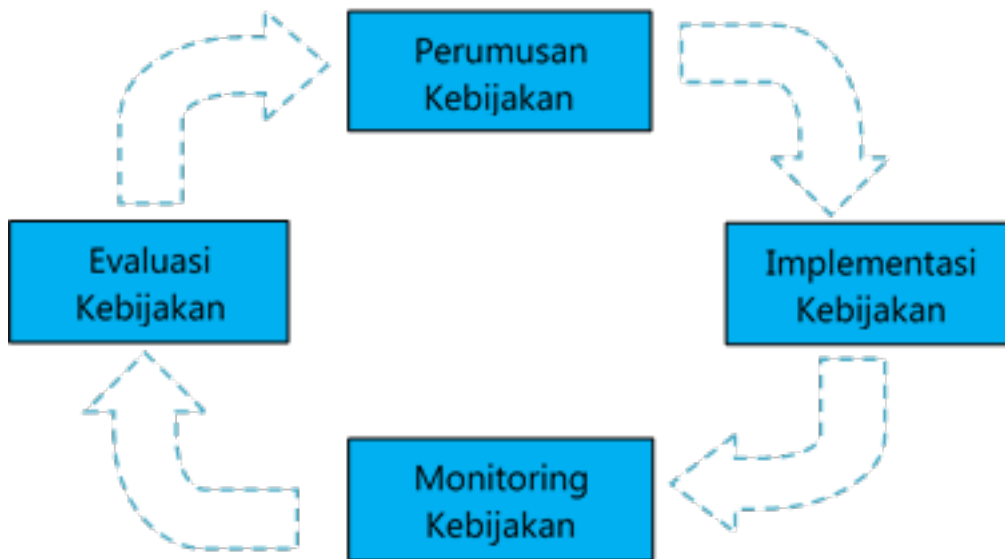 Perumusan
Kebijakan
Evaluasi
Kebijakan
Implementasi
Kebijakan
Monitoring
Kebijakan